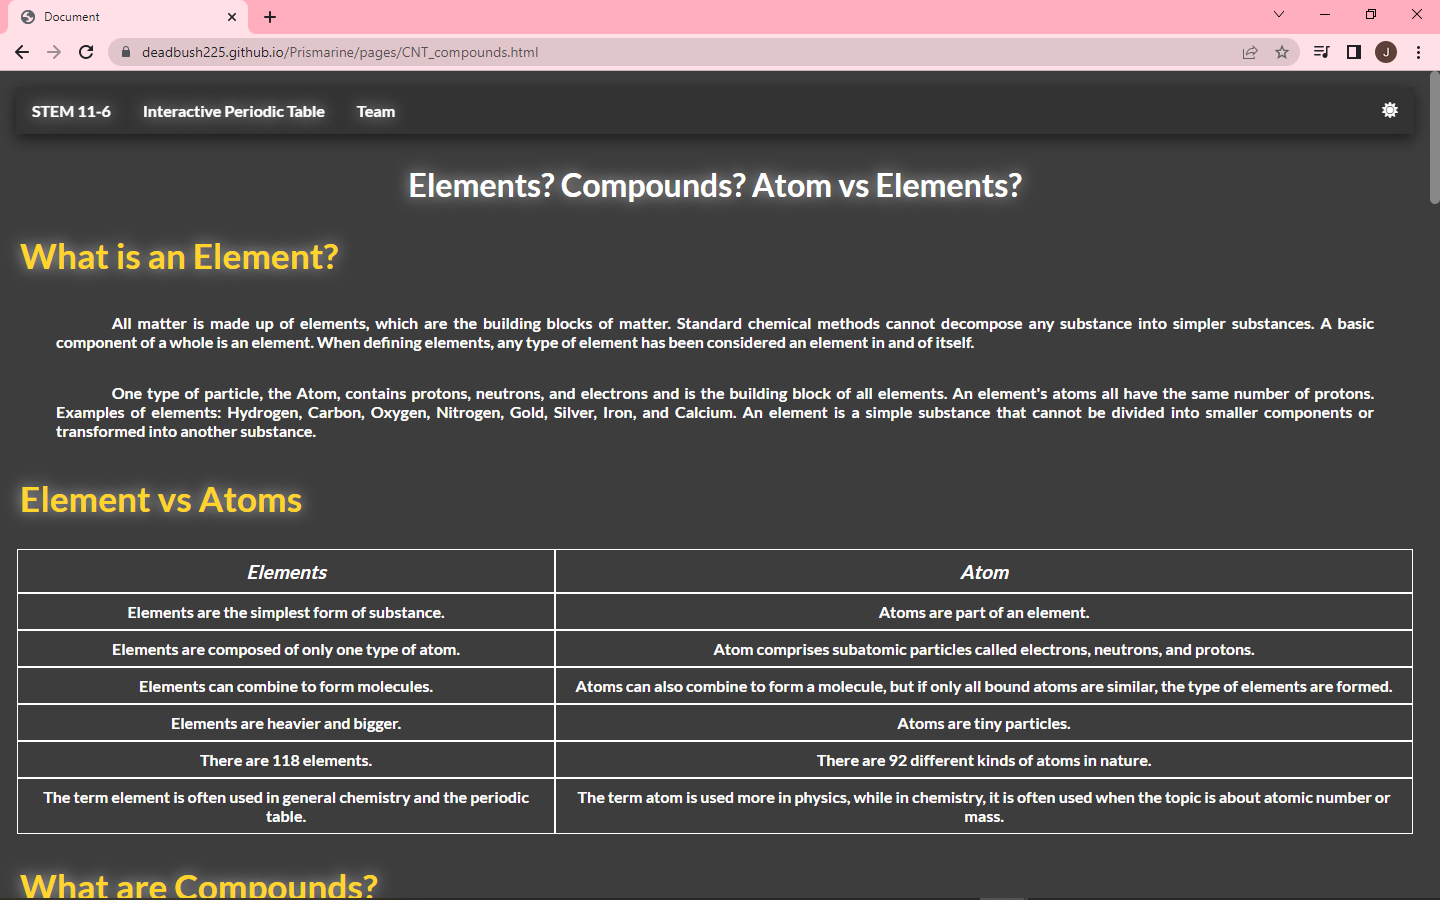 Document
deadbush225.github.io/Prismarine/pages/CNT_compounds.html
J
STEM 11-6 Interactive Periodic Table Team
Elements? Compounds? Atom vs Elements?
What is an Element?
All matter is made up of elements, which are the building blocks of matter. Standard chemical methods cannot decompose any substance into simpler substances. A basic
component of a whole is an element. When defining elements, any type of element has been considered an element in and of itself.
One type of particle, the Atom, contains protons, neutrons, and electrons and is the building block of all elements. An element's atoms all have the same number of protons.
Examples of elements: Hydrogen, Carbon, Oxygen, Nitrogen, Gold, Silver, Iron, and Calcium. An element is a simple substance that cannot be divided into smaller components or
transformed into another substance.
Element vs Atoms
Elements Atom
Elements are the simplest form of substance. Atoms are part of an element.
Elements are composed of only one type of atom. Atom comprises subatomic particles called electrons, neutrons, and protons.
Elements can combine to form molecules. Atoms can also combine to form a molecule, but if only all bound atoms are similar, the type of elements are formed.
Elements are heavier and bigger. Atoms are tiny particles.
There are 118 elements. There are 92 different kinds of atoms in nature.
The term element is often used in general chemistry and the periodic
table.
The term atom is used more in physics, while in chemistry, it is often used when the topic is about atomic number or
mass.
What are Compounds?